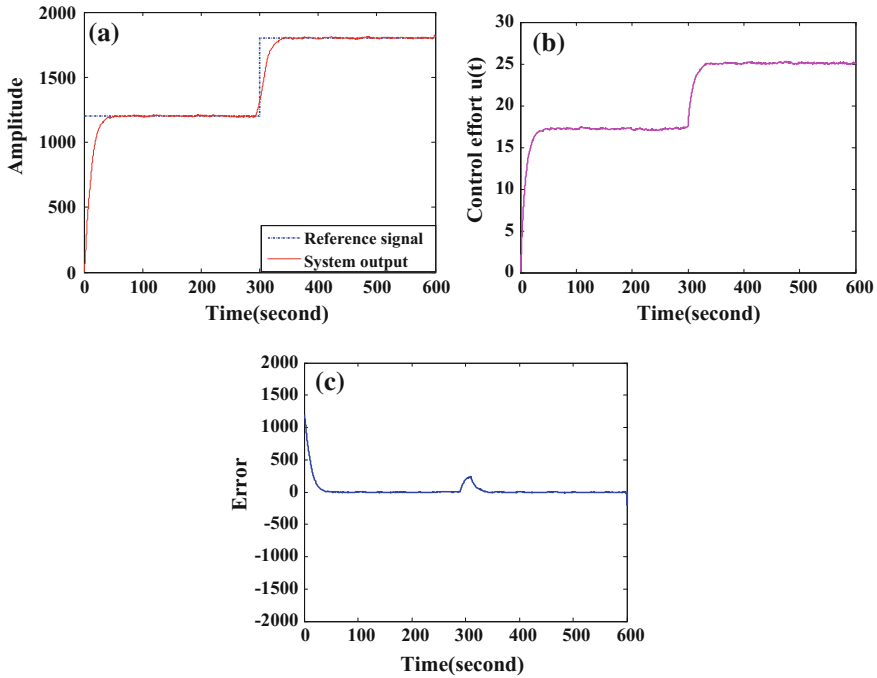 (a)
2000
1500
1000
500
0
Amplitude
Reference signal
System output
0 100 200 300 400 500 600
Time(second)
(b)
30
25
20
15
10
5
0
Control effort u(t)
0 100 200 300 400 500 600
Time(second)
(c)
2000
1500
1000
500
0
-500
-1000
-1500
-2000
Error
0 100 200 300 400 500 600
Time(second)